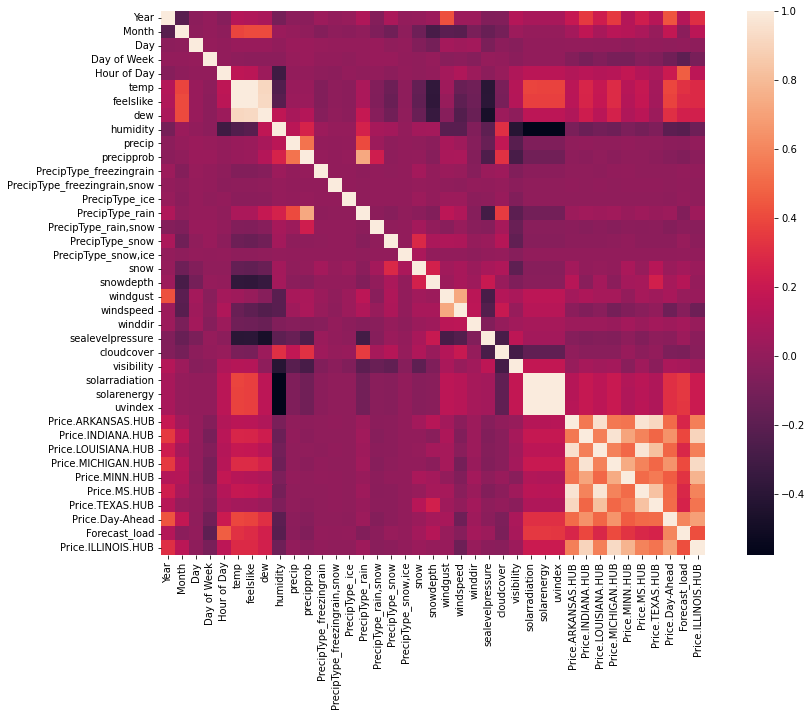 Year
Month
Day
Day of Week
Hour of Day
temp
feelslike
dew
humidity
precip
precipprob
PrecipType_freezingrain
PrecipType_freezingrain,snow
PrecipType_ice
PrecipType_rain
PrecipType_rain,snow
PrecipType_snow
PrecipType_snow,ice
snow
snowdepth
windgust
windspeed
winddir
sealevelpressure
cloudcover
visibility
solarradiation
solarenergy
uvindex
Price.ARKANSAS.HUB
Price.INDIANA.HUB
Price.LOUISIANA.HUB
Price.MICHIGAN.HUB
Price.MINN.HUB
Price.MS.HUB
Price.TEXAS.HUB
Price.Day-Ahead
Forecast_load
Price.ILLINOIS.HUB
Year
Month
Day
Day of Week
Hour of Day
temp
feelslike
dew
humidity
precip
precipprob
PrecipType_freezingrain
PrecipType_freezingrain,snow
PrecipType_ice
PrecipType_rain
PrecipType_rain,snow
PrecipType_snow
PrecipType_snow,ice
snow
snowdepth
windgust
windspeed
winddir
sealevelpressure
cloudcover
visibility
solarradiation
solarenergy
uvindex
Price.ARKANSAS.HUB
Price.INDIANA.HUB
Price.LOUISIANA.HUB
Price.MICHIGAN.HUB
Price.MINN.HUB
Price.MS.HUB
Price.TEXAS.HUB
Price.Day-Ahead
Forecast_load
Price.ILLINOIS.HUB
1.0
0.8
0.6
0.4
0.2
0.0
−0.2
−0.4